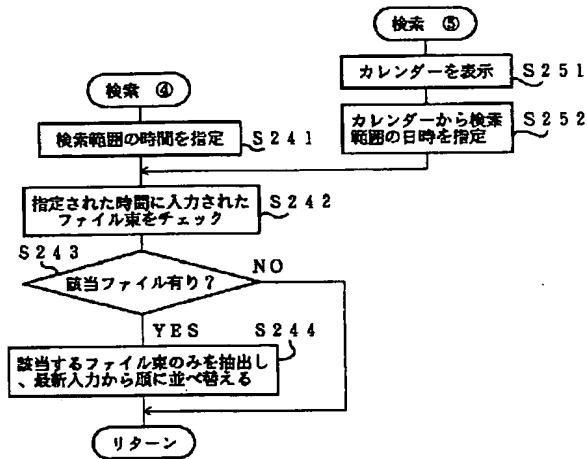 検索 ⑤
カレンダーを表示
S251
カレンダーから検索
範囲の日時を指定
S252
検索 ④
検索範囲の時間を指定
S241
指定された時間に入力された
ファイル束をチェック
S242
S243
該当ファイル有り？
NO
YES
S244
該当するファイル束のみを抽出し
、最新入力から順に並べ替える
リターン